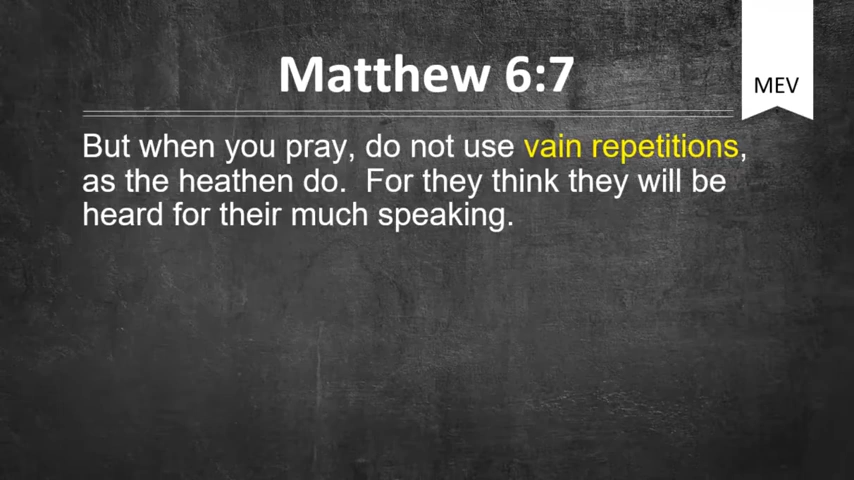 Matthew 6:7
MEV
But when you pray, do not use vain repetitions,
as the heathen do.  For they think they will be
heard for their much speaking.